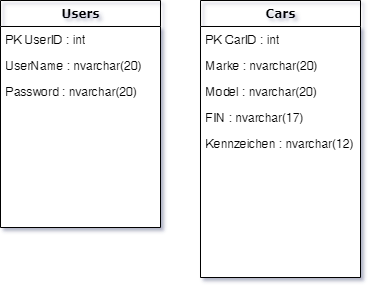 Users
PK UserID : int
UserName : nvarchar(20)
Password : nvarchar(20)
Cars
PK CarID : int
Marke : nvarchar(20)
Model : nvarchar(20)
FIN : nvarchar(17)
Kennzeichen : nvarchar(12)